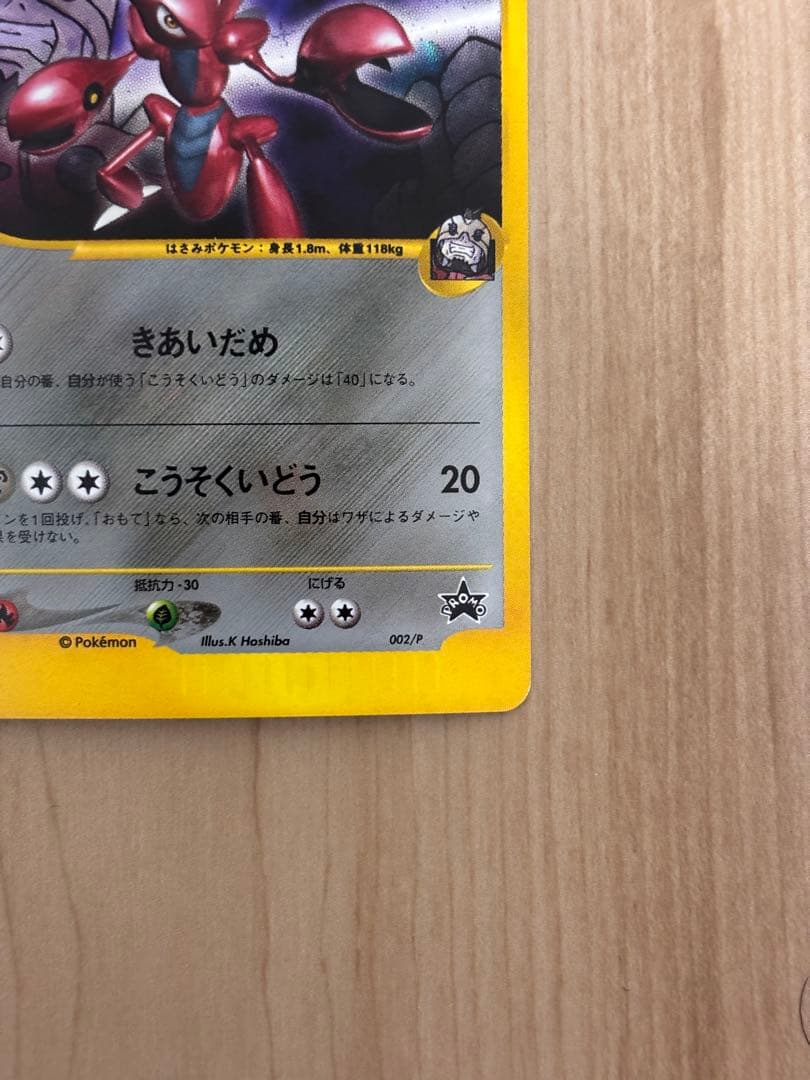 はさみポケモン：身長1.8m、体重118kg
きあいだめ
自分の番、自分が使う「こうそくいどう」のダメージは「40」になる。
こうそくいどう 20
ンを1回投げ、「おもて」なら、次の相手の番、自分はワザによるダメージや
を受けない。
抵抗力-30 にげる
PROMO
©Pokémon Illus.K Hoshiba 002/P